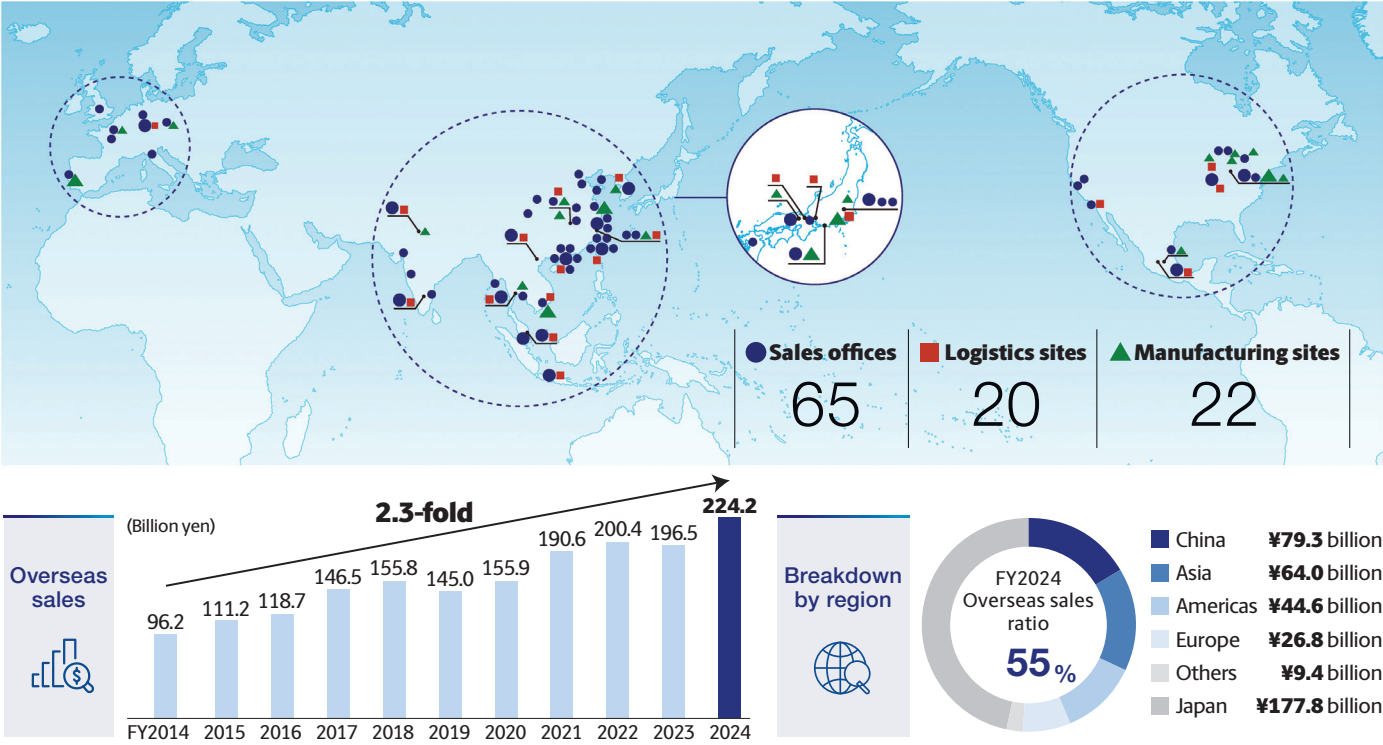 Sales offices
65
Logistics sites
20
Manufacturing sites
22
Overseas
sales
(Billion yen)
2.3-fold
96.2
111.2
118.7
146.5
155.8
145.0
155.9
190.6
200.4
196.5
224.2
FY2014
2015
2016
2017
2018
2019
2020
2021
2022
2023
2024
Breakdown
by region
FY2024
Overseas sales
ratio
55 %
China ¥79.3 billion
Asia ¥64.0 billion
Americas ¥44.6 billion
Europe ¥26.8 billion
Others ¥9.4 billion
Japan ¥177.8 billion